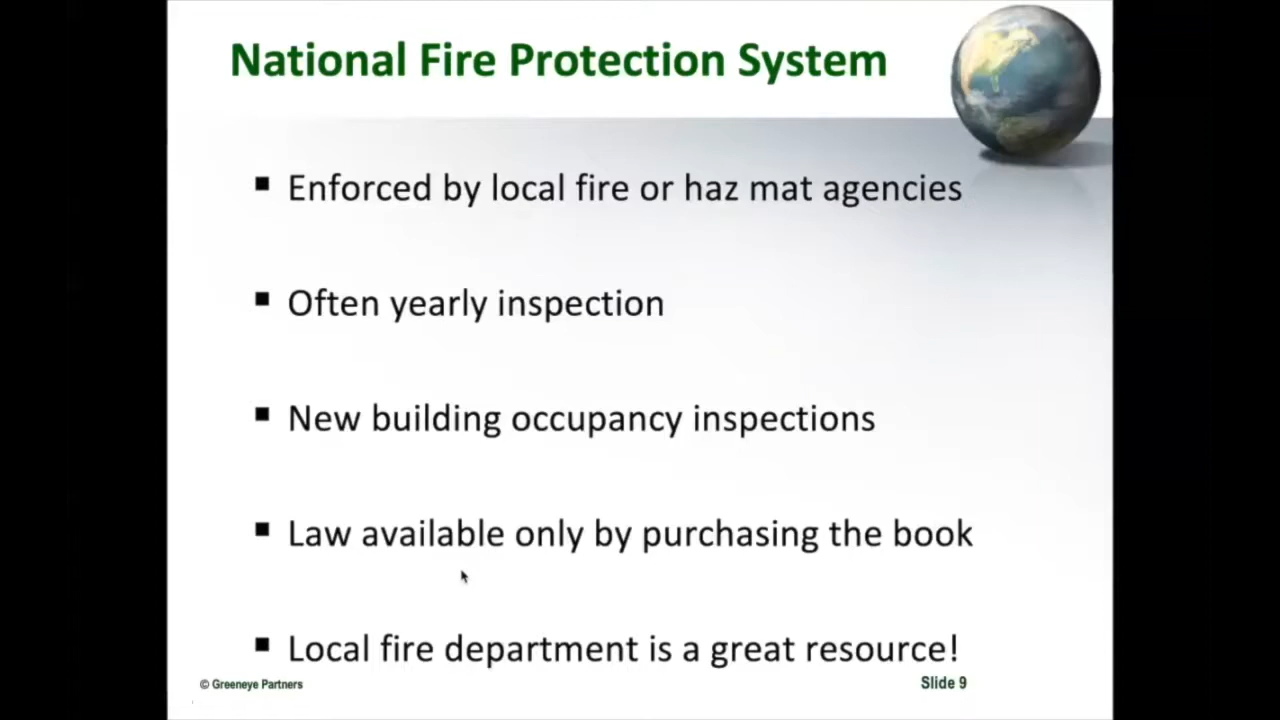 National Fire Protection System
▪ Enforced by local fire or haz mat agencies
▪ Often yearly inspection
▪ New building occupancy inspections
▪ Law available only by purchasing the book
▪ Local fire department is a great resource!
© Greeneye Partners
Slide 9